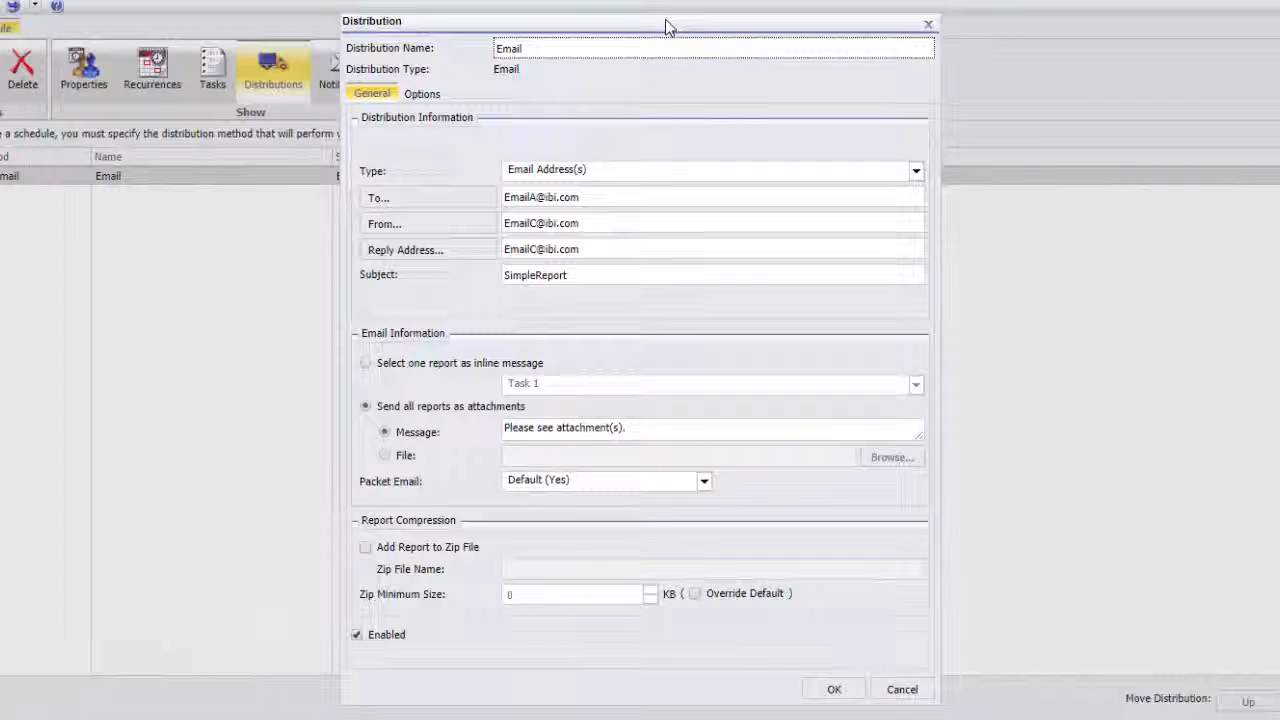 Distribution
Distribution Name: Email
Distribution Type: Email
General Options
Delete Properties Recurrences Tasks Distributions
Show
e a schedule, you must specify the distribution method that will perform
Name
Email
Distribution Information
Type: Email Address(s)
To... EmailA@ibi.com
From... EmailC@ibi.com
Reply Address... EmailC@ibi.com
Subject: SimpleReport
Email Information
Select one report as inline message
Task 1
Send all reports as attachments
Message: Please see attachment(s).
File: Browse...
Packet Email: Default (Yes)
Report Compression
Add Report to Zip File
Zip File Name:
Zip Minimum Size: 0 KB ( Override Default )
Enabled
OK Cancel
Move Distribution: Up